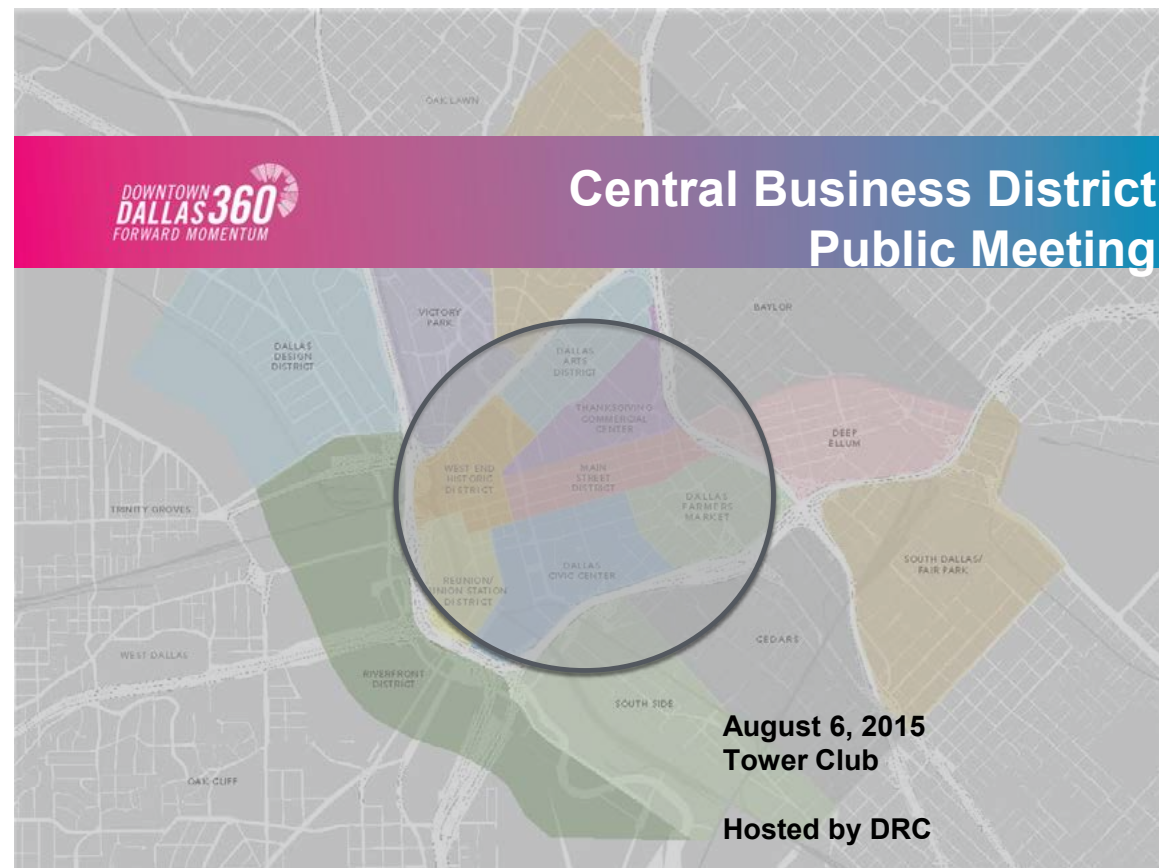 OAK LAWN
DOWNTOWN
DALLAS 360
FORWARD MOMENTUM
Central Business District
Public Meeting
VICTORY
PARK
BAYLOR
DALLAS
DESIGN
DISTRICT
DALLAS
ARTS
DISTRICT
THANKSGIVING
COMMERCIAL
CENTER
DEEP
ELLUM
WEST END
HISTORIC
DISTRICT
MAIN
STREET
DISTRICT
DALLAS
FARMERS
MARKET
TRINITY GROVES
SOUTH DALLAS/
FAIR PARK
REUNION/
UNION STATION
DISTRICT
DALLAS
CIVIC CENTER
CEDARS
WEST DALLAS
RIVERFRONT
DISTRICT
SOUTH SIDE
OAK CLIFF
August 6, 2015
Tower Club
Hosted by DRC